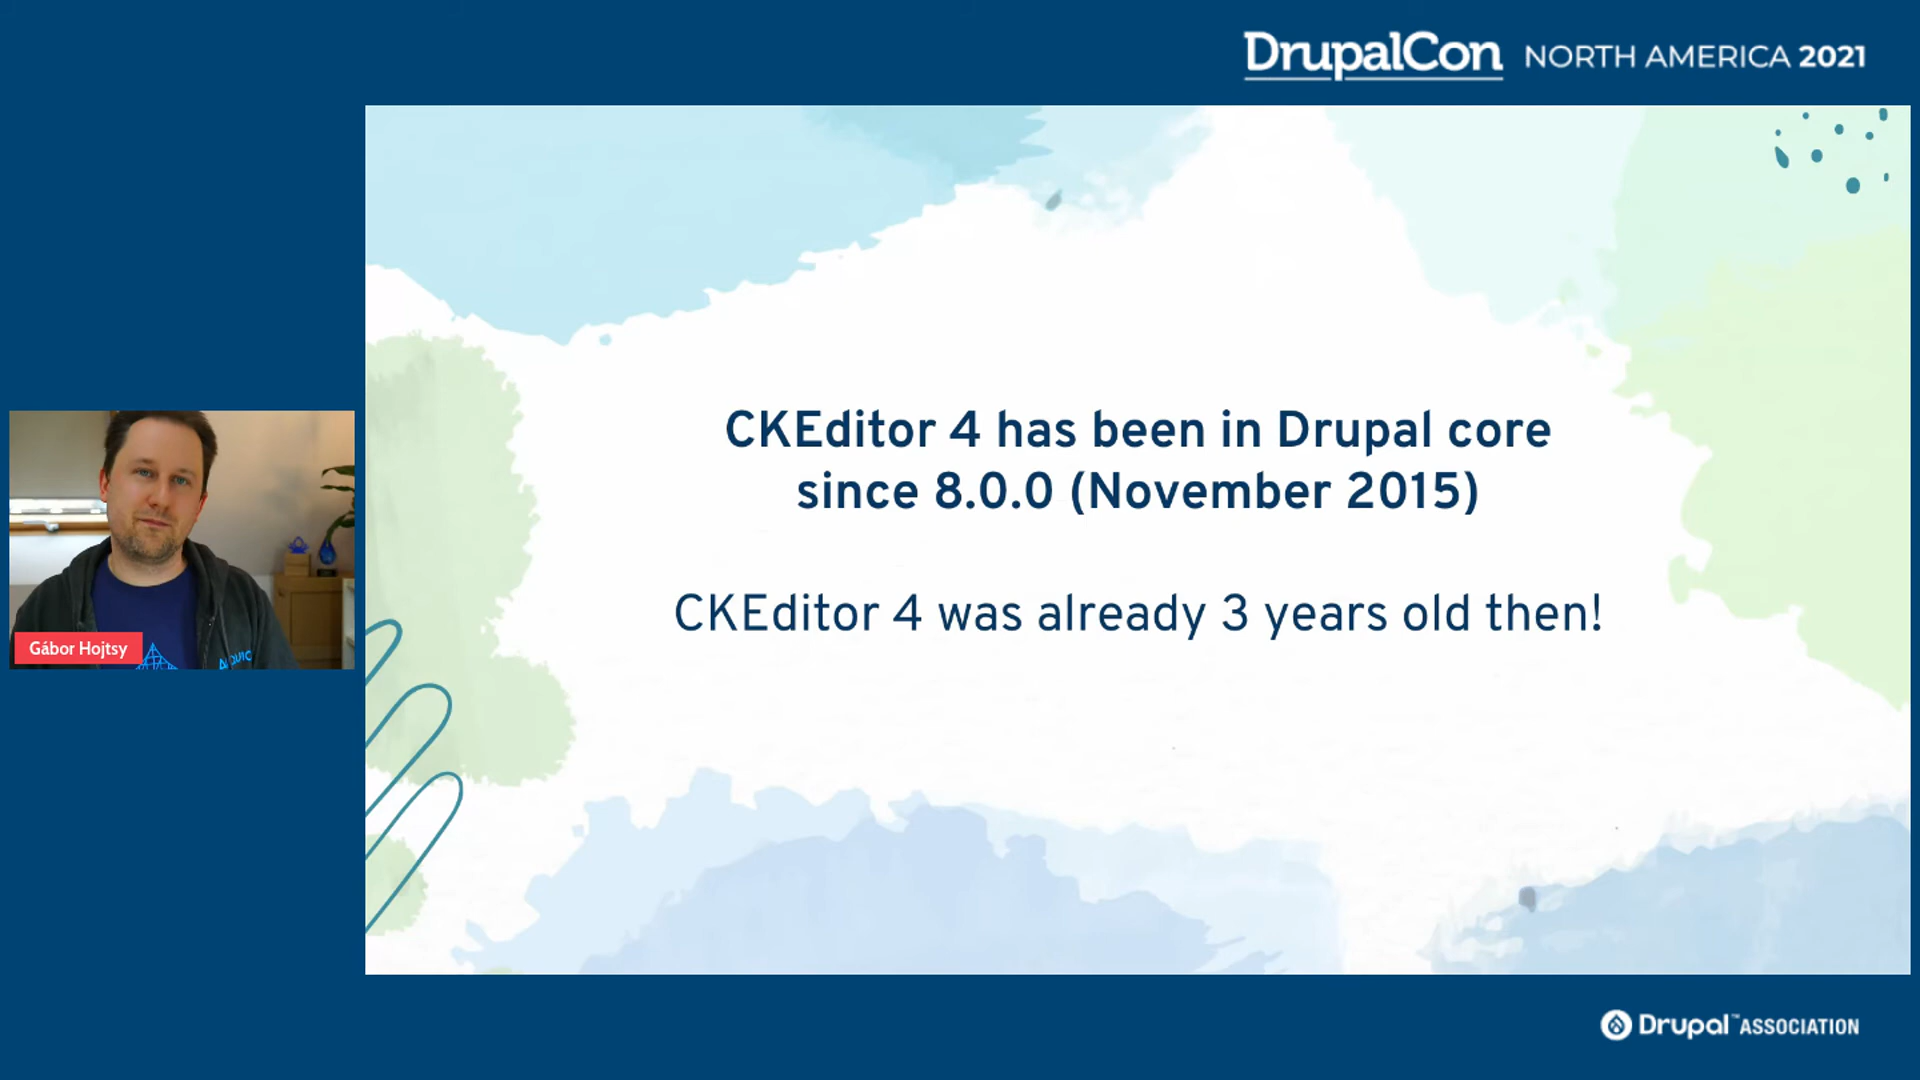 DrupalCon NORTH AMERICA 2021
CKEditor 4 has been in Drupal core
since 8.0.0 (November 2015)
CKEditor 4 was already 3 years old then!
Gábor Hojtsy
Drupal™ ASSOCIATION